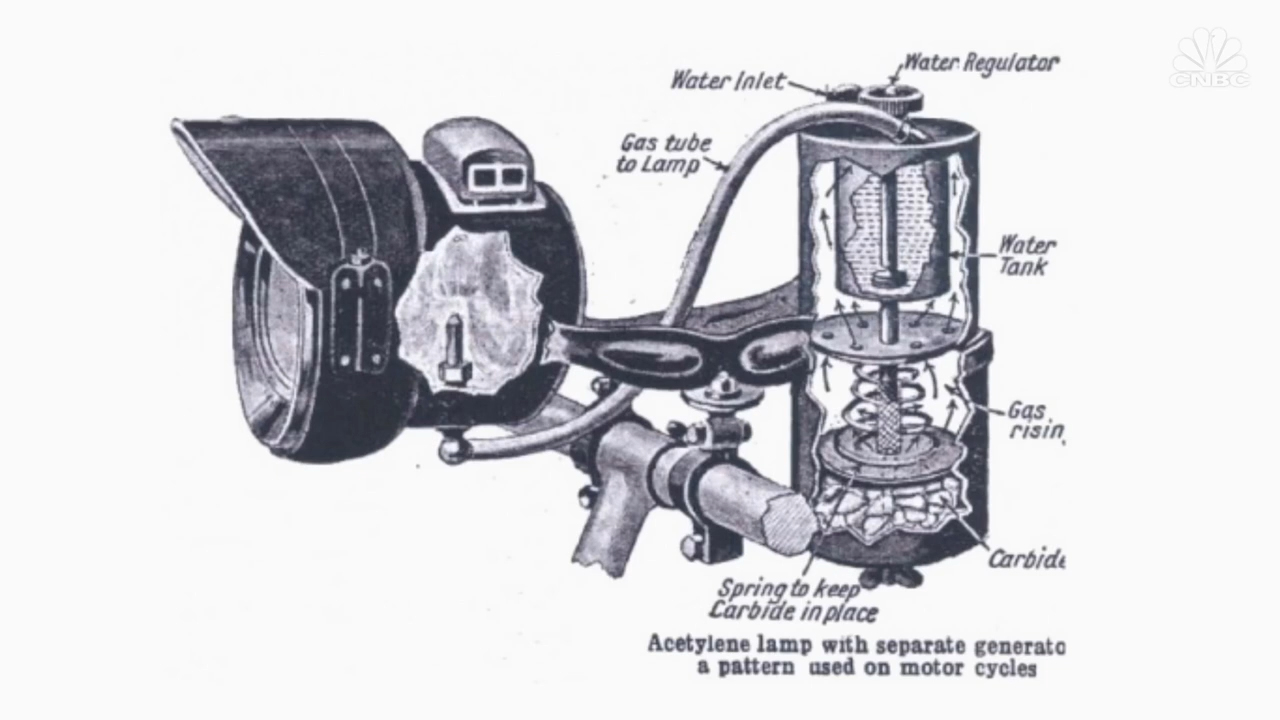 CNBC
Water Regulator
Water Inlet
Gas tube
to Lamp
Water
Tank
Gas
risin
Carbide
Spring to keep
Carbide in place
Acetylene lamp with separate generato
a pattern used on motor cycles